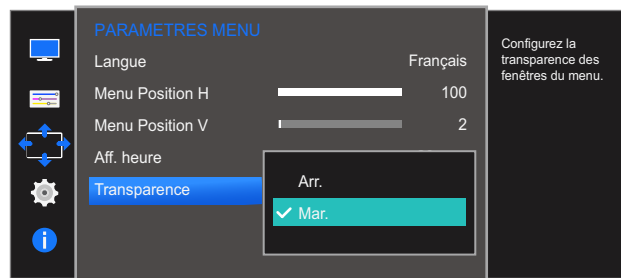 PARAMETRES MENU
Langue Français
Menu Position H 100
Menu Position V 2
Aff. heure
Transparence
Arr.
Mar.
Configurez la
transparence des
fenêtres du menu.